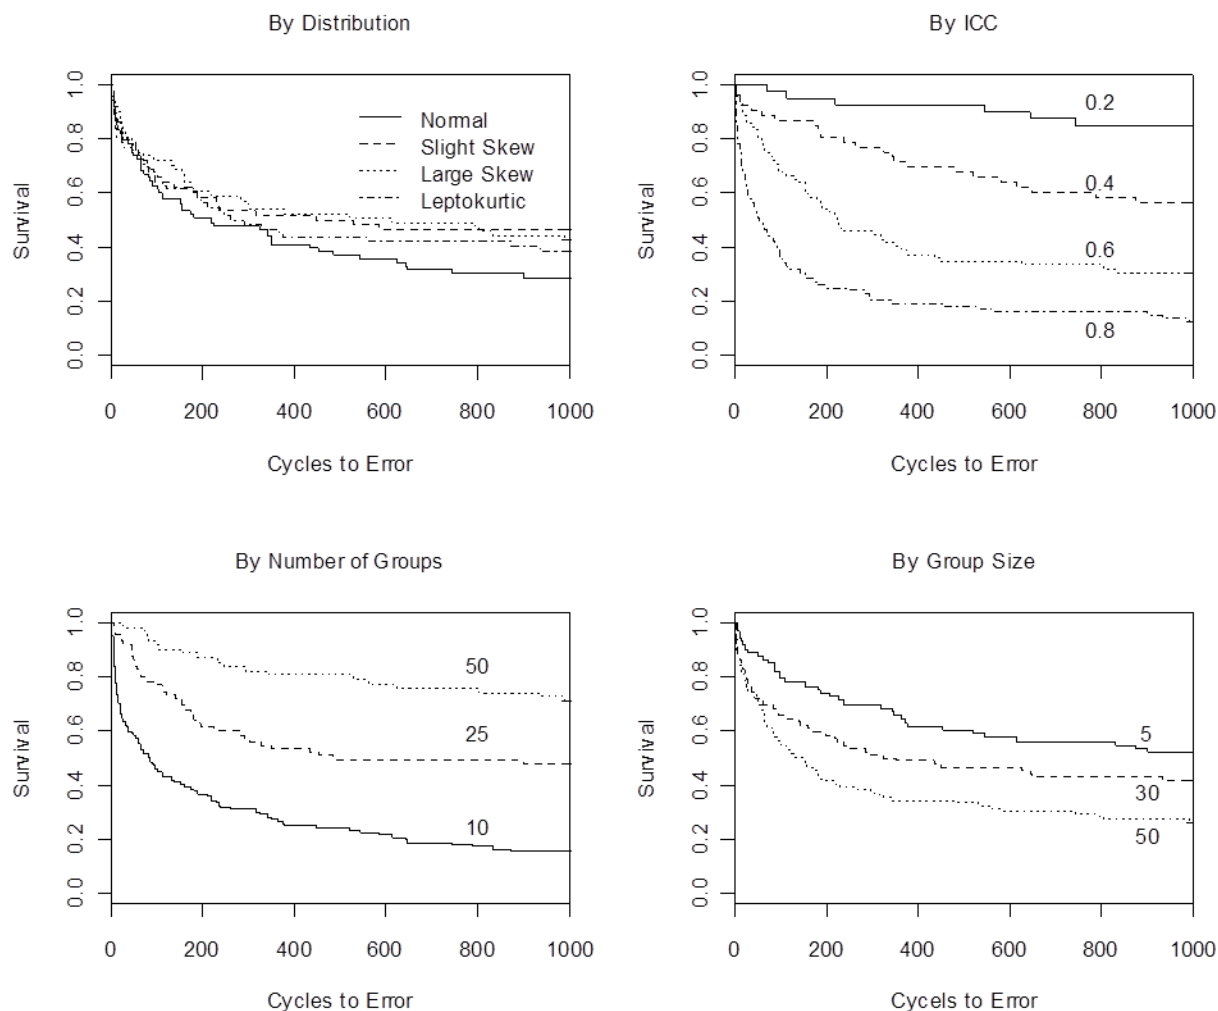 By Distribution
Survival
1.0
0.8
0.6
0.4
0.2
0.0
Normal
Slight Skew
Large Skew
Leptokurtic
0 200 400 600 800 1000
Cycles to Error
By ICC
Survival
1.0
0.8
0.6
0.4
0.2
0.0
0.2
0.4
0.6
0.8
0 200 400 600 800 1000
Cycles to Error
By Number of Groups
Survival
1.0
0.8
0.6
0.4
0.2
0.0
50
25
10
0 200 400 600 800 1000
Cycles to Error
By Group Size
Survival
1.0
0.8
0.6
0.4
0.2
0.0
5
30
50
0 200 400 600 800 1000
Cycels to Error